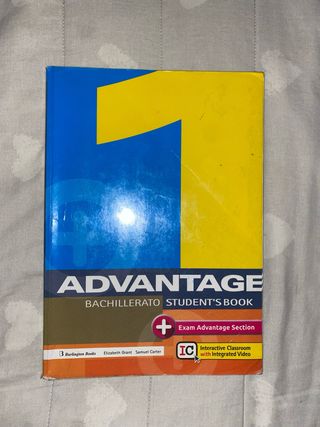 1
ADVANTAGE
BACHILLERATO STUDENT'S BOOK
+ Exam Advantage Section
B Burlington Books Elizabeth Grant Samuel Carter
IC Interactive Classroom
with Integrated Video